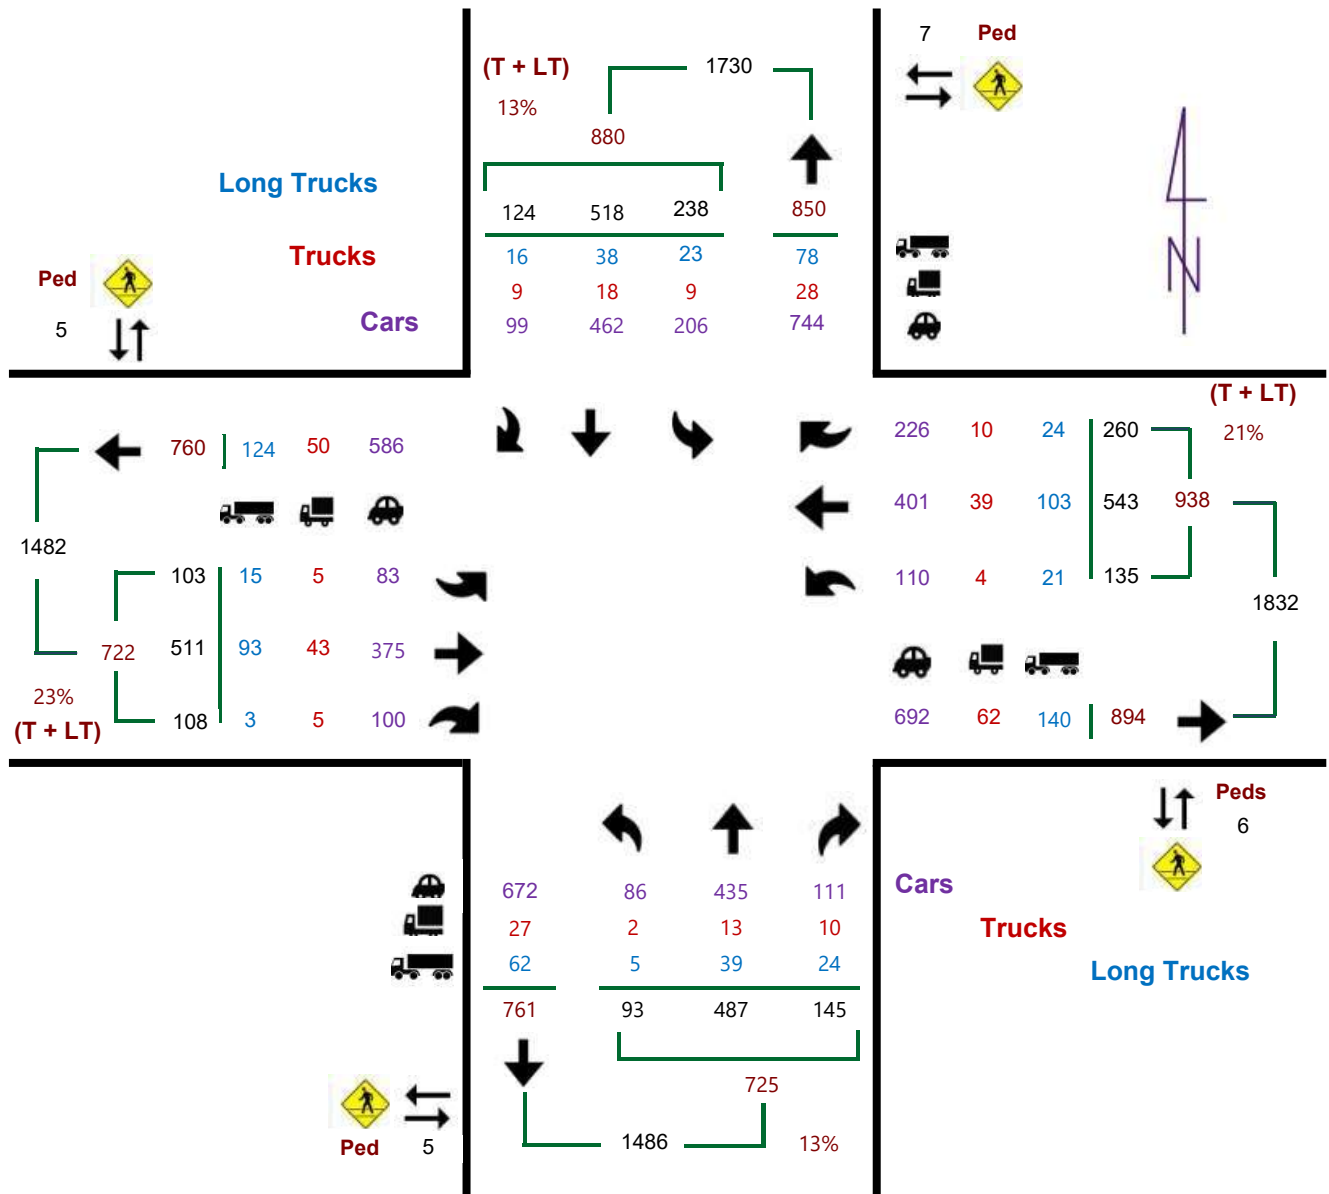 7 Ped
(T + LT) 1730
13%
880
Long Trucks
124 518 238 850
Trucks 16 38 23 78
Ped 9 18 9 28
5 Cars 99 462 206 744
N
(T + LT)
760 124 50 586 226 10 24 260 21%
401 39 103 543 938
1482
103 15 5 83 110 4 21 135
1832
722 511 93 43 375
23%
(T + LT) 108 3 5 100 692 62 140 894
Peds
6
672 86 435 111 Cars
27 2 13 10 Trucks
62 5 39 24 Long Trucks
761 93 487 145
725
Ped 5 1486 13%